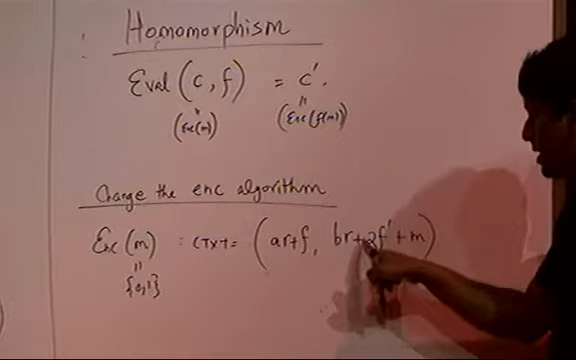 : Homomorphism
Eval (c, f) = c'.
(Enc(m)) (Enc(f(m)))
Change the enc algorithm
Enc (m) : CTXT = (ar+f, br+2f'+m)
{0,1}